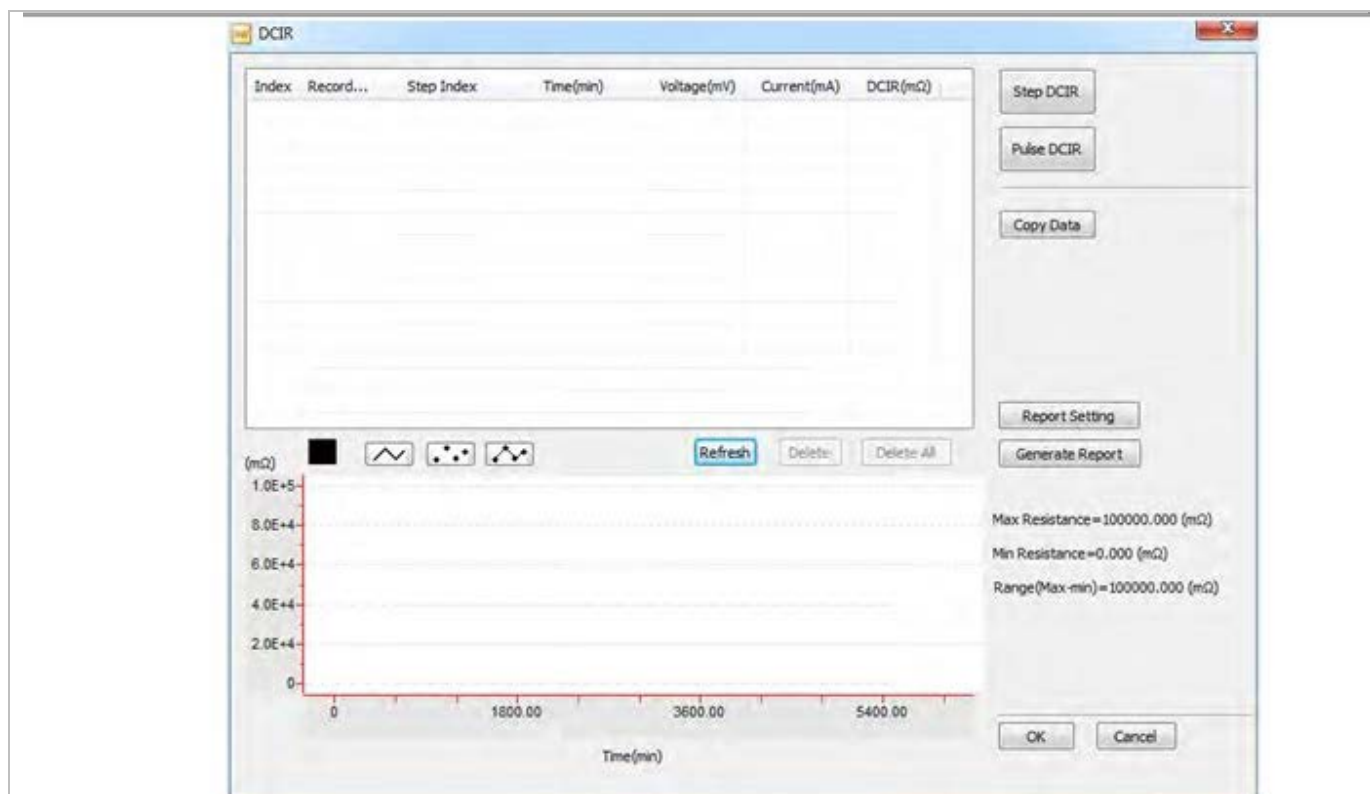 DCIR
Index Record... Step Index Time(min) Voltage(mV) Current(mA) DCIR(mΩ)
Step DCIR
Pulse DCIR
Copy Data
Report Setting
Refresh Delete Delete All
Generate Report
(mΩ)
1.0E+5
8.0E+4
6.0E+4
4.0E+4
2.0E+4
0
Max Resistance=100000.000 (mΩ)
Min Resistance=0.000 (mΩ)
Range(Max-min)=100000.000 (mΩ)
0 1800.00 3600.00 5400.00
Time(min)
OK Cancel